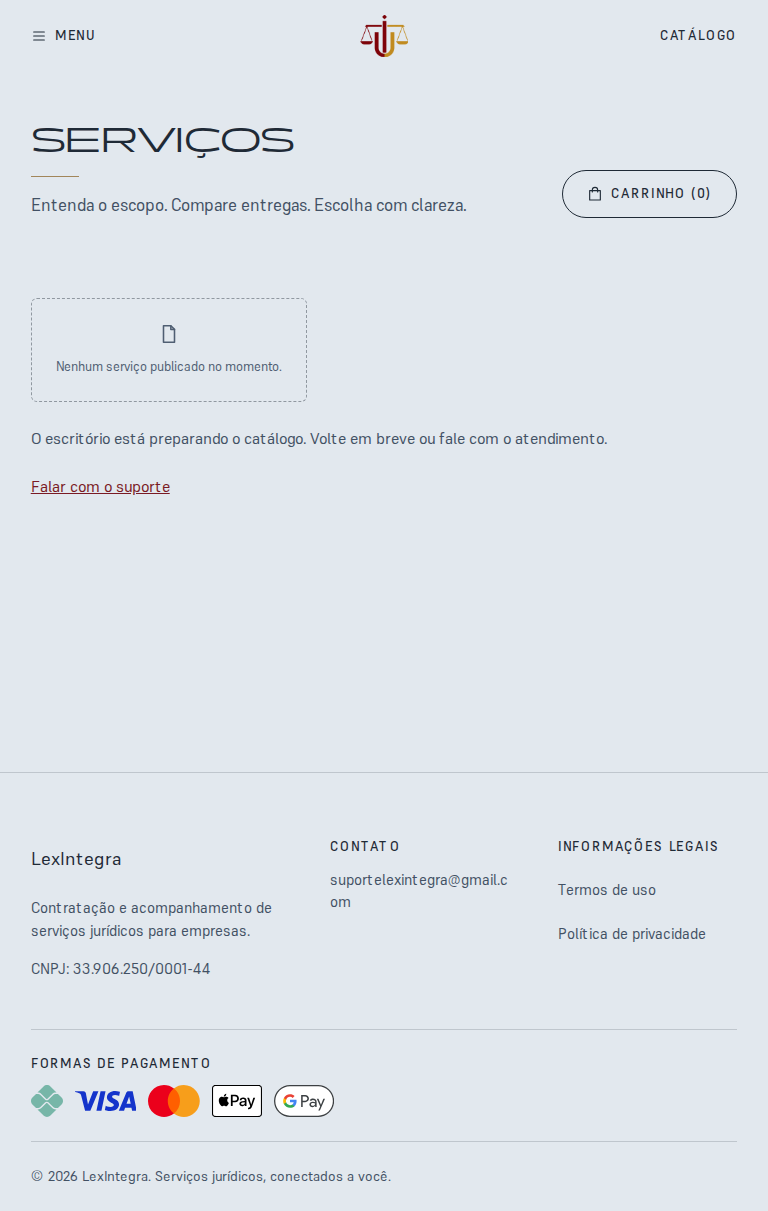 MENU
CATÁLOGO
SERVIÇOS
Entenda o escopo. Compare entregas. Escolha com clareza.
CARRINHO (0)
Nenhum serviço publicado no momento.
O escritório está preparando o catálogo. Volte em breve ou fale com o atendimento.
Falar com o suporte
LexIntegra
Contratação e acompanhamento de
serviços jurídicos para empresas.
CNPJ: 33.906.250/0001-44
CONTATO
suportelexintegra@gmail.c
om
INFORMAÇÕES LEGAIS
Termos de uso
Política de privacidade
FORMAS DE PAGAMENTO
VISA
Pay
G Pay
© 2026 LexIntegra. Serviços jurídicos, conectados a você.